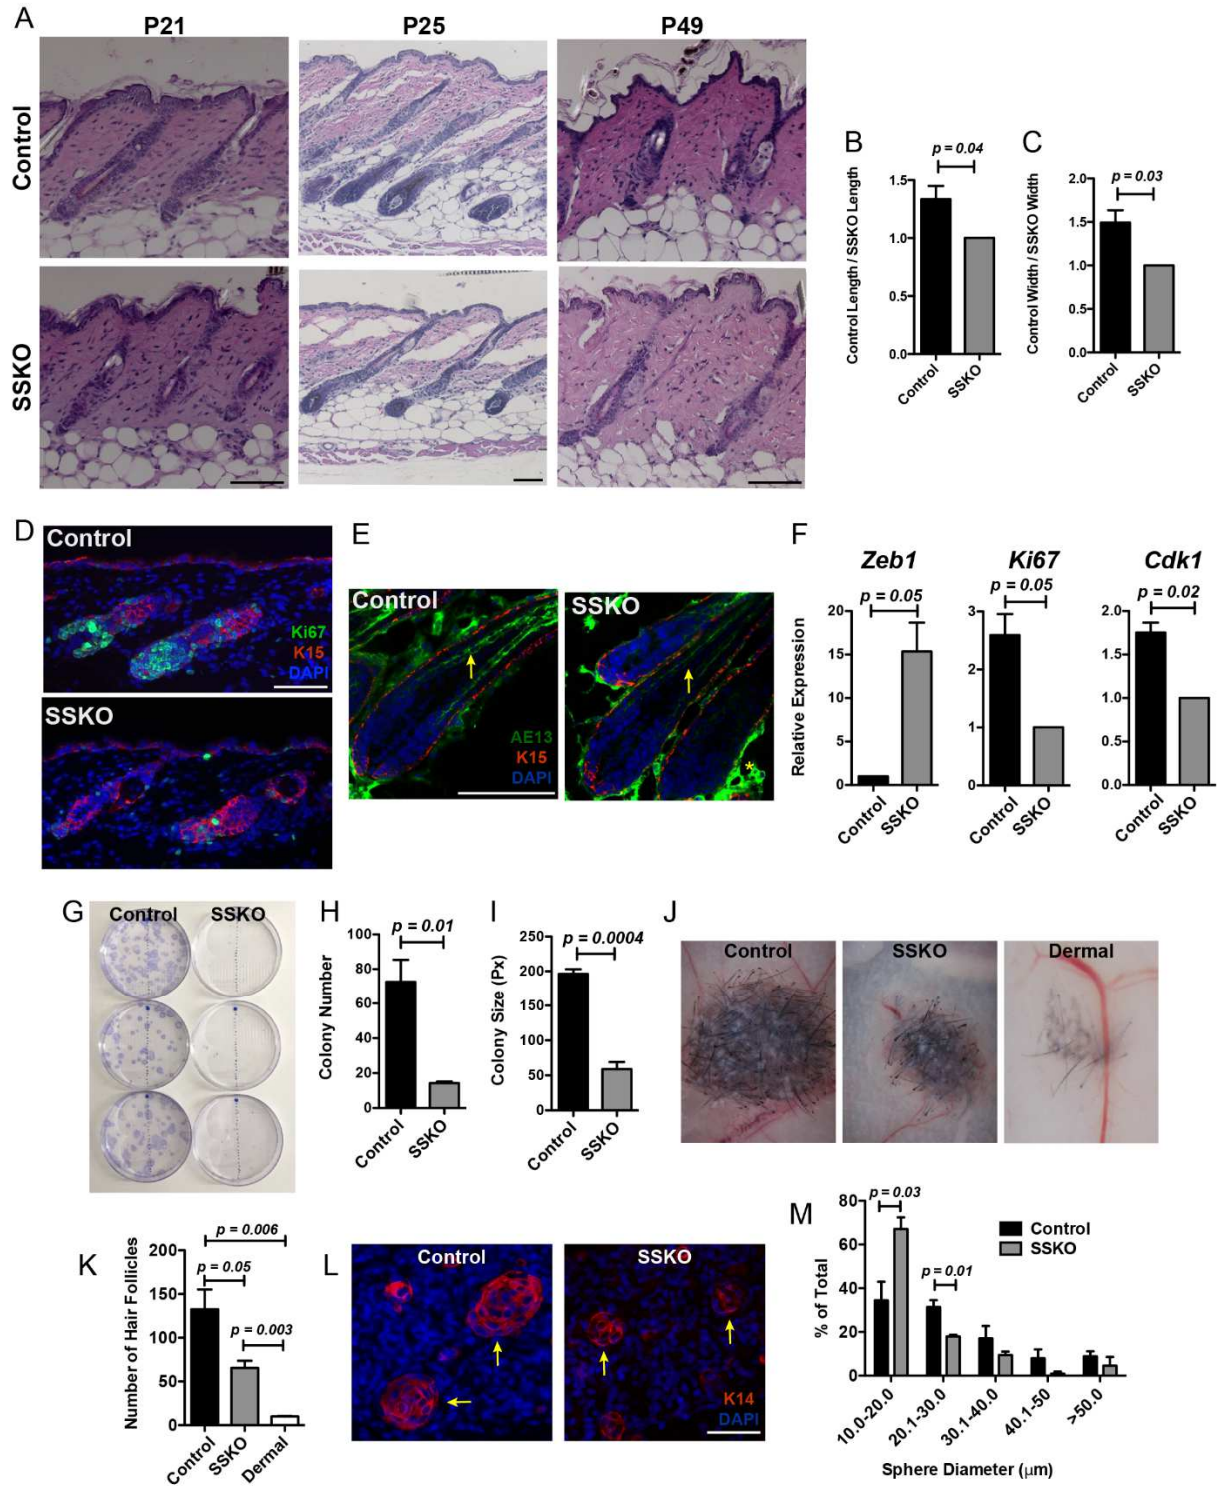 A
P21
P25
P49
Control
SSKO
B
p = 0.04
Control Length / SSKO Length
1.5
1.0
0.5
0.0
Control
SSKO
C
p = 0.03
Control Width / SSKO Width
2.0
1.5
1.0
0.5
0.0
Control
SSKO
D
Control
Ki67
K15
DAPI
SSKO
E
Control
AE13
K15
DAPI
SSKO
*
F
Relative Expression
Zeb1
p = 0.05
20
15
10
5
0
Control
SSKO
Ki67
p = 0.05
3
2
1
0
Control
SSKO
Cdk1
p = 0.02
2.0
1.5
1.0
0.5
0.0
Control
SSKO
G
Control
SSKO
H
p = 0.01
Colony Number
100
80
60
40
20
0
Control
SSKO
I
p = 0.0004
Colony Size (Px)
250
200
150
100
50
0
Control
SSKO
J
Control
SSKO
Dermal
K
p = 0.006
p = 0.05
p = 0.003
Number of Hair Follicles
200
150
100
50
0
Control
SSKO
Dermal
L
Control
SSKO
K14
DAPI
M
p = 0.03
p = 0.01
Control
SSKO
% of Total
80
60
40
20
0
10.0-20.0
20.1-30.0
30.1-40.0
40.1-50
>50.0
Sphere Diameter (μm)